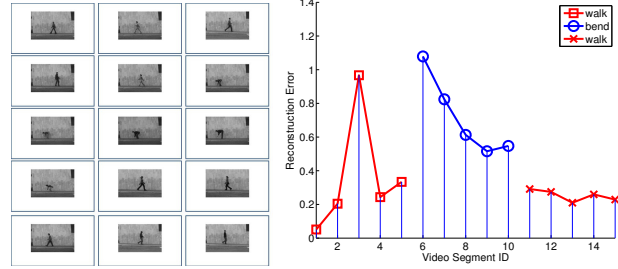 1.4
1.2
1
0.8
0.6
0.4
0.2
0
Reconstruction Error
walk
bend
walk
2 4 6 8 10 12 14
Video Segment ID